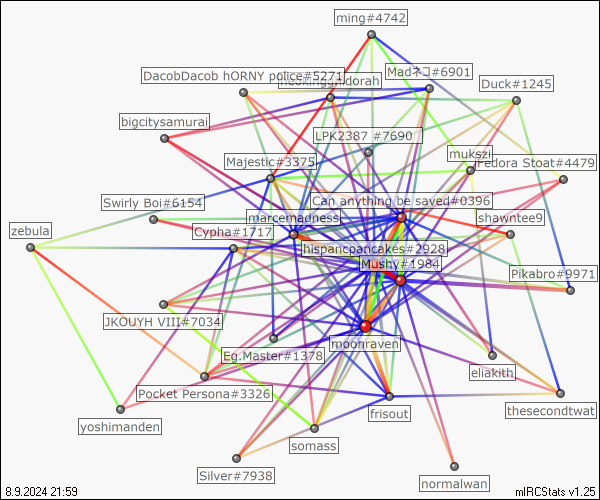 ming#4742
DacobDacob hORNY police#5271
Mad不口#6901
Duck#1245
bigcitysamurai
LPK2387 #7690
Majestic#3375
mukszi
Fedora Stoat#4479
Swirly Boi#6154
Can anything be saved#0396
marcemadness
shawntee9
zebula
Cypha#1717
hispancpancakes#2928
Mushy#1984
Pikabro#9971
JKOUYH VIII#7034
moonraven
Eg.Master#1378
eliakith
Pocket Persona#3326
frisout
thesecondtwat
yoshimanden
somass
Silver#7938
normalwan
8.9.2024 21:59
mIRCStats v1.25